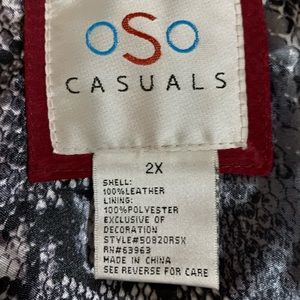 oSo
CASUALS
2X
SHELL:
100%LEATHER
LINING:
100%POLYESTER
EXCLUSIVE OF
DECORATION
STYLE#50820RSX
RN#63963
MADE IN CHINA
SEE REVERSE FOR CARE